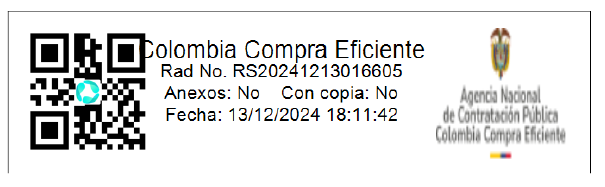 Colombia Compra Eficiente
Rad No. RS20241213016605
Anexos: No Con copia: No
Fecha: 13/12/2024 18:11:42
Agencia Nacional
de Contratación Pública
Colombia Compra Eficiente